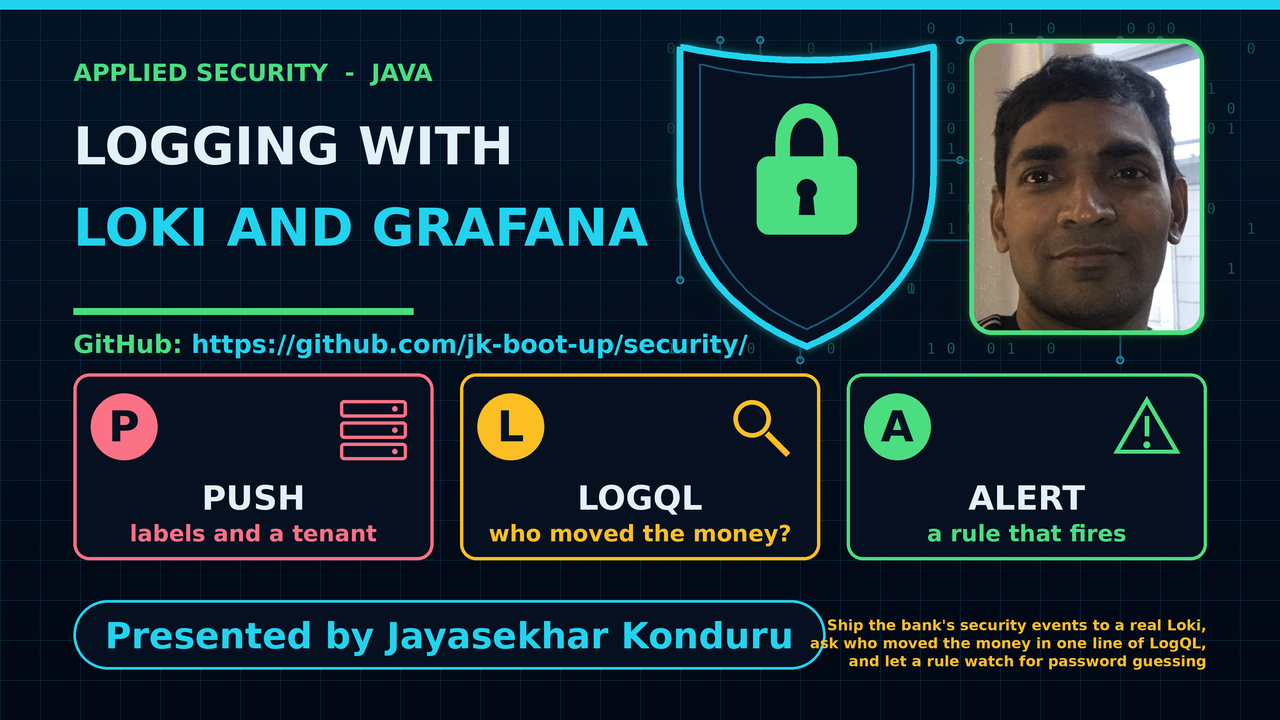 APPLIED SECURITY - JAVA
LOGGING WITH
LOKI AND GRAFANA
GitHub: https://github.com/jk-boot-up/security/
P
PUSH
labels and a tenant
L
LOGQL
who moved the money?
A
ALERT
a rule that fires
Presented by Jayasekhar Konduru
Ship the bank's security events to a real Loki,
ask who moved the money in one line of LogQL,
and let a rule watch for password guessing